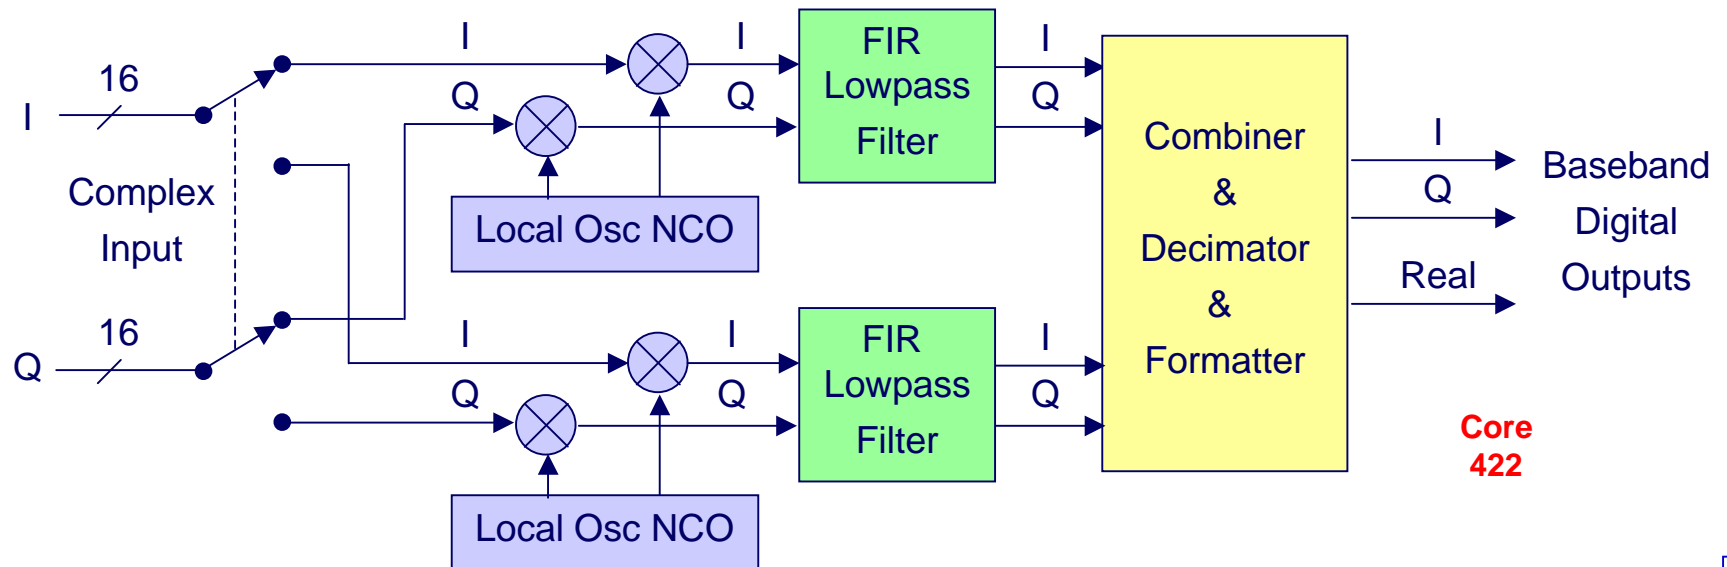 I
16
Complex
Input
Q
16
I
Q
I
Q
Local Osc NCO
FIR
Lowpass
Filter
I
Q
I
Q
I
Q
Local Osc NCO
FIR
Lowpass
Filter
I
Q
Combiner
&
Decimator
&
Formatter
I
Q
Real
Baseband
Digital
Outputs
Core
422